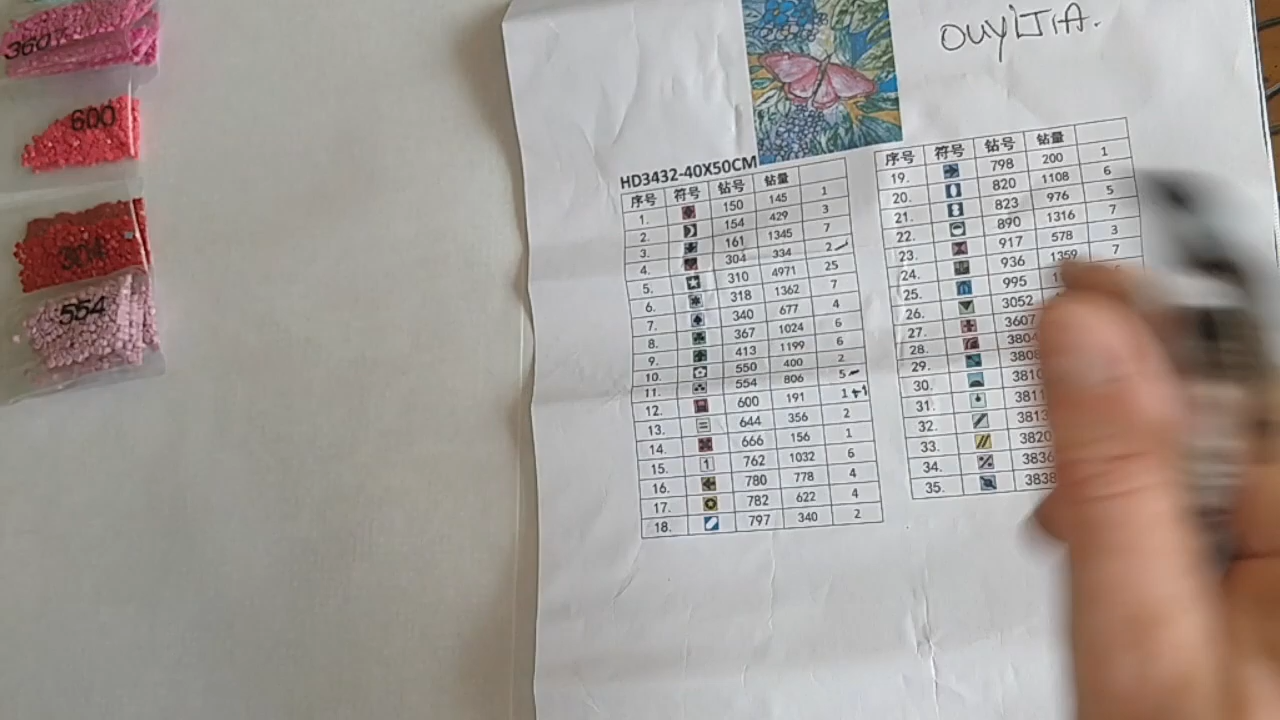 3607
600
304
554
OUYIJIA.
HD3432-40X50CM
序号 符号 钻号 钻量
1. 150 145 1
2. 154 429 3
3. 161 1345 7
4. 304 334 2
5. 310 4971 25
6. 318 1362 7
7. 340 677 4
8. 367 1024 6
9. 413 1199 6
10. 550 400 2
11. 554 806 5
12. 600 191 1+1
13. 644 356 2
14. 666 156 1
15. 1 762 1032 6
16. 780 778 4
17. 782 622 4
18. 797 340 2
序号 符号 钻号 钻量
19. 798 200 1
20. 820 1108 6
21. 823 976 5
22. 890 1316 7
23. 917 578 3
24. 936 1359 7
25. 995
26. 3052
27. 3607
28. 3804
29. 3808
30. 3810
31. 3811
32. 3813
33. 3820
34. 3836
35. 3838